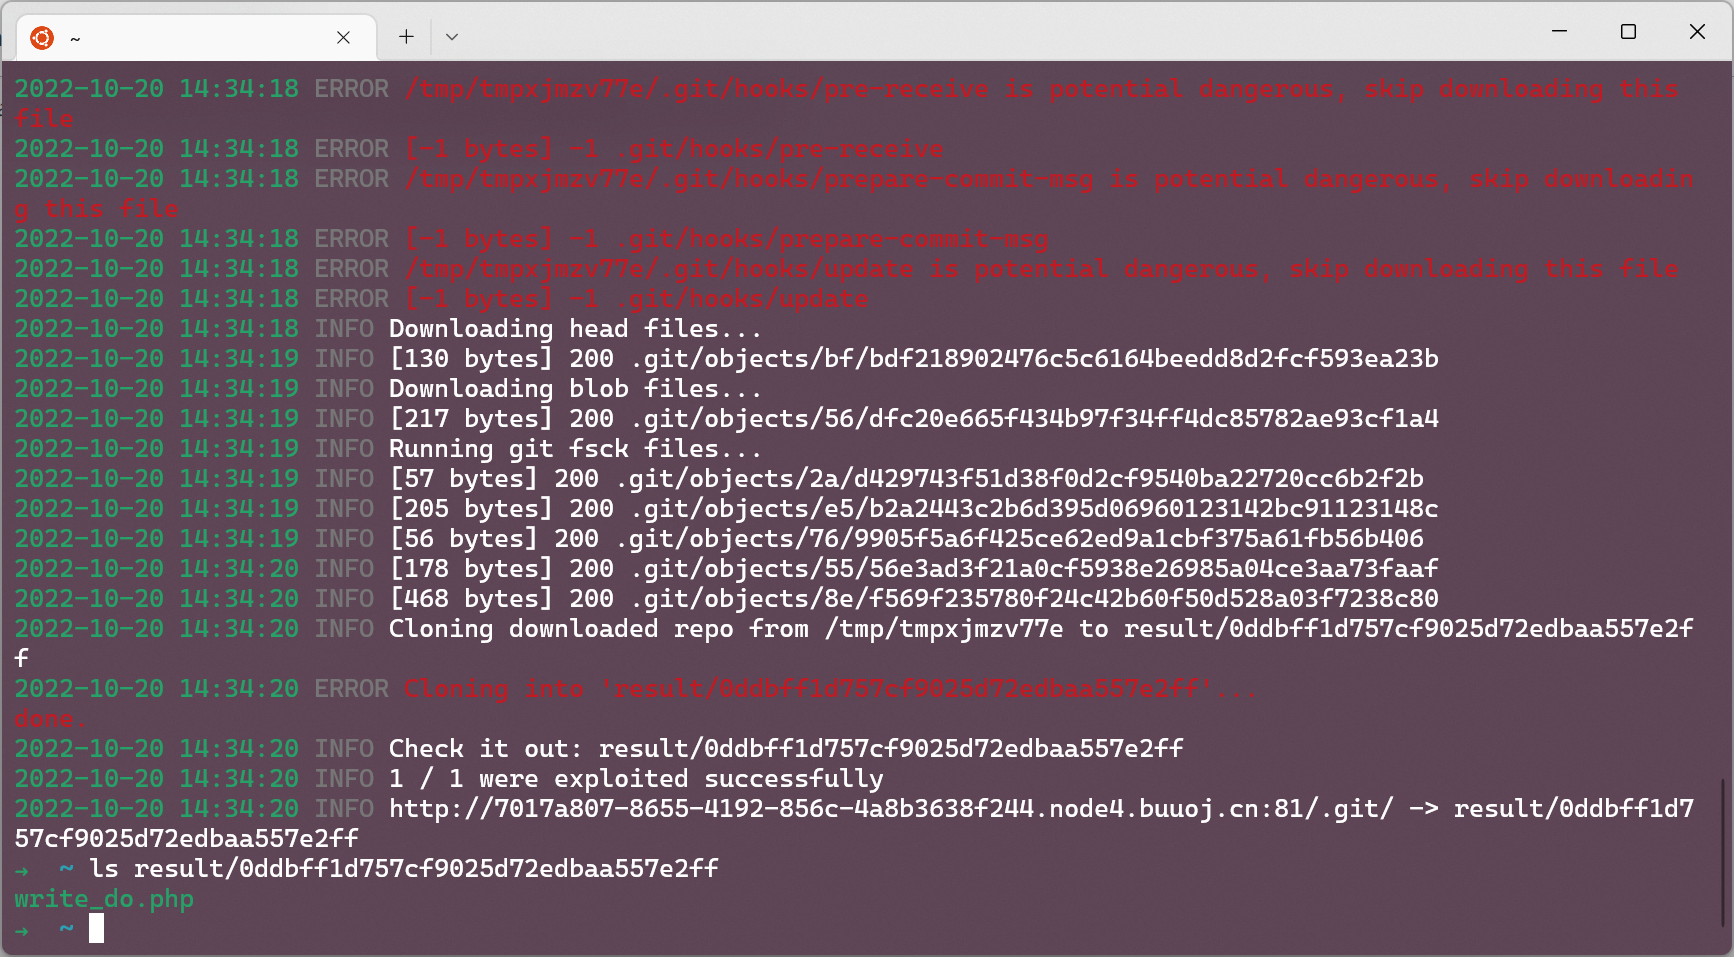 ~
2022-10-20 14:34:18 ERROR /tmp/tmpxjmzv77e/.git/hooks/pre-receive is potential dangerous, skip downloading this
file
2022-10-20 14:34:18 ERROR [-1 bytes] -1 .git/hooks/pre-receive
2022-10-20 14:34:18 ERROR /tmp/tmpxjmzv77e/.git/hooks/prepare-commit-msg is potential dangerous, skip downloadin
g this file
2022-10-20 14:34:18 ERROR [-1 bytes] -1 .git/hooks/prepare-commit-msg
2022-10-20 14:34:18 ERROR /tmp/tmpxjmzv77e/.git/hooks/update is potential dangerous, skip downloading this file
2022-10-20 14:34:18 ERROR [-1 bytes] -1 .git/hooks/update
2022-10-20 14:34:18 INFO Downloading head files...
2022-10-20 14:34:19 INFO [130 bytes] 200 .git/objects/bf/bdf218902476c5c6164beedd8d2fcf593ea23b
2022-10-20 14:34:19 INFO Downloading blob files...
2022-10-20 14:34:19 INFO [217 bytes] 200 .git/objects/56/dfc20e665f434b97f34ff4dc85782ae93cf1a4
2022-10-20 14:34:19 INFO Running git fsck files...
2022-10-20 14:34:19 INFO [57 bytes] 200 .git/objects/2a/d429743f51d38f0d2cf9540ba22720cc6b2f2b
2022-10-20 14:34:19 INFO [205 bytes] 200 .git/objects/e5/b2a2443c2b6d395d06960123142bc91123148c
2022-10-20 14:34:19 INFO [56 bytes] 200 .git/objects/76/9905f5a6f425ce62ed9a1cbf375a61fb56b406
2022-10-20 14:34:20 INFO [178 bytes] 200 .git/objects/55/56e3ad3f21a0cf5938e26985a04ce3aa73faaf
2022-10-20 14:34:20 INFO [468 bytes] 200 .git/objects/8e/f569f235780f24c42b60f50d528a03f7238c80
2022-10-20 14:34:20 INFO Cloning downloaded repo from /tmp/tmpxjmzv77e to result/0ddbff1d757cf9025d72edbaa557e2f
f
2022-10-20 14:34:20 ERROR Cloning into 'result/0ddbff1d757cf9025d72edbaa557e2ff'...
done.
2022-10-20 14:34:20 INFO Check it out: result/0ddbff1d757cf9025d72edbaa557e2ff
2022-10-20 14:34:20 INFO 1 / 1 were exploited successfully
2022-10-20 14:34:20 INFO http://7017a807-8655-4192-856c-4a8b3638f244.node4.buuoj.cn:81/.git/ -> result/0ddbff1d7
57cf9025d72edbaa557e2ff
→ ~ ls result/0ddbff1d757cf9025d72edbaa557e2ff
write_do.php
→ ~